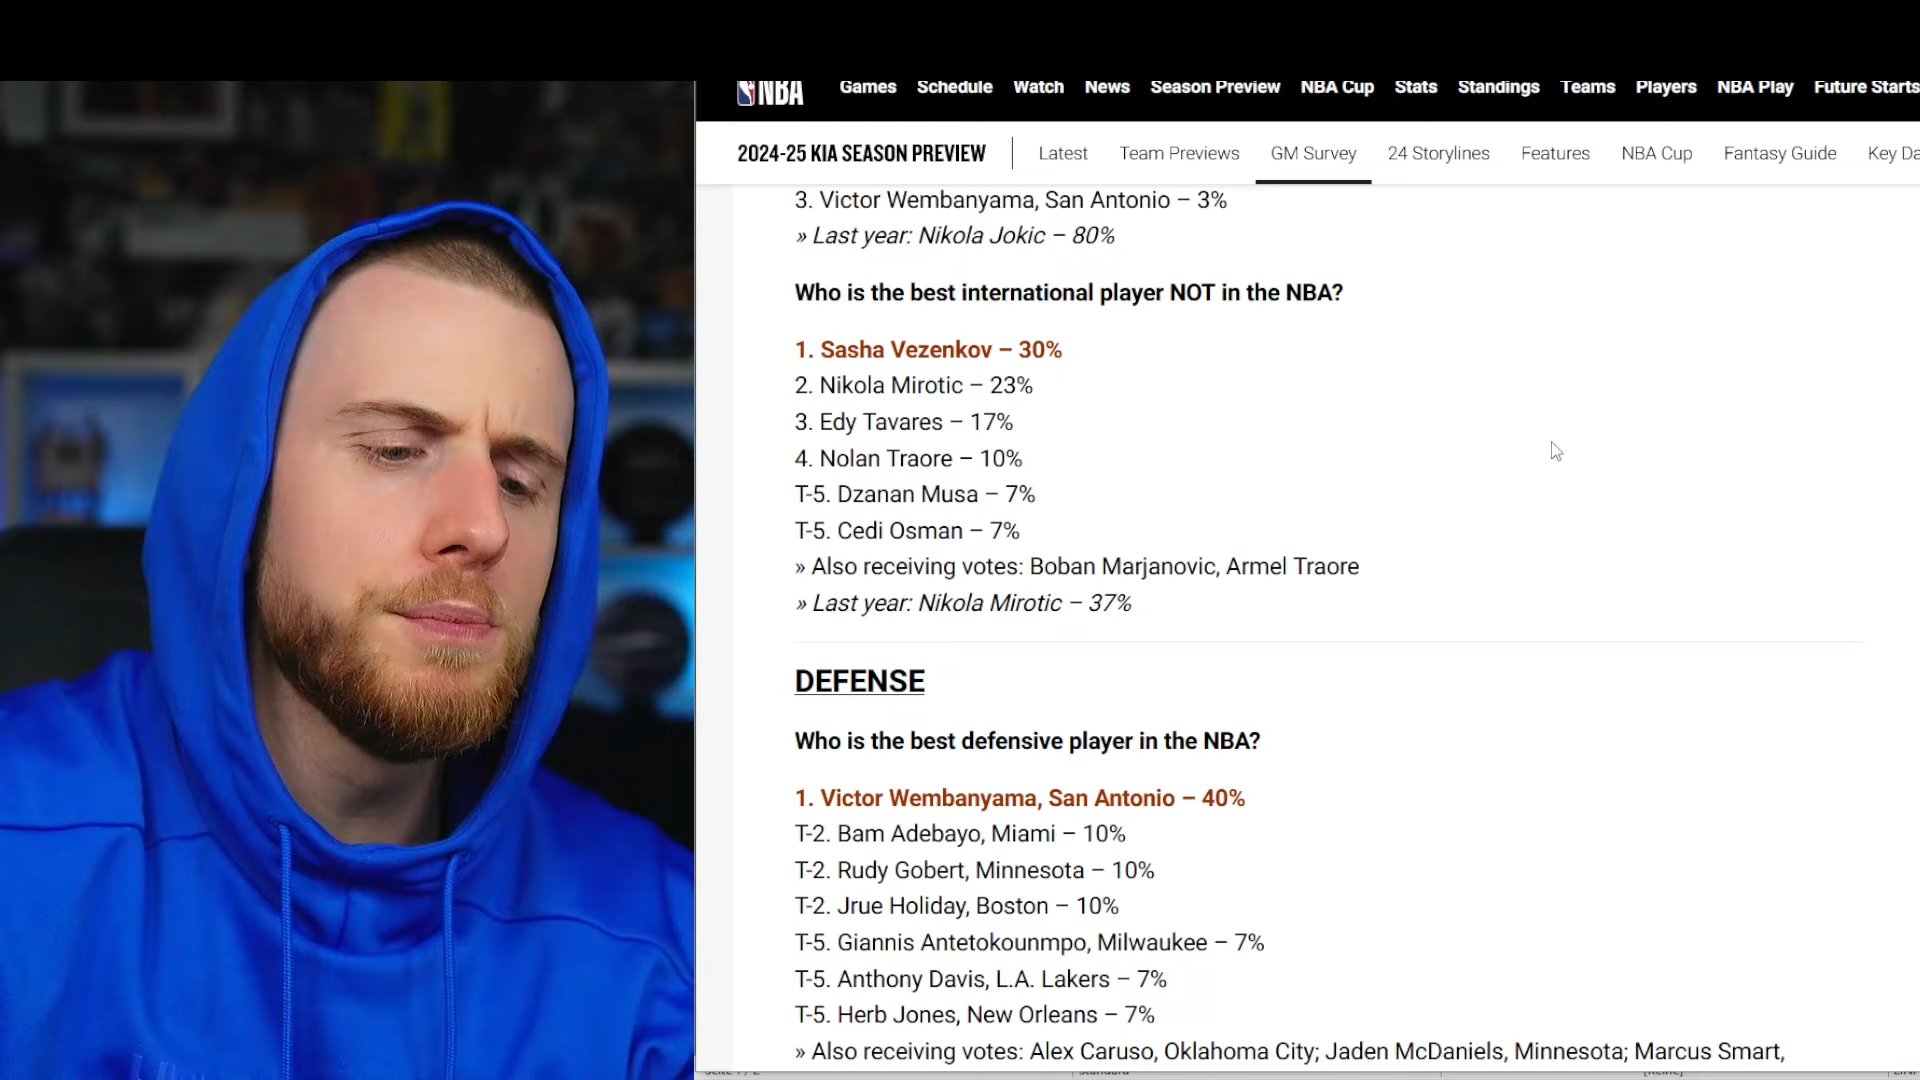 NBA Games Schedule Watch News Season Preview NBA Cup Stats Standings Teams Players NBA Play Future Starts
2024-25 KIA SEASON PREVIEW Latest Team Previews GM Survey 24 Storylines Features NBA Cup Fantasy Guide Key Da
3. Victor Wembanyama, San Antonio – 3%
» Last year: Nikola Jokic – 80%
Who is the best international player NOT in the NBA?
1. Sasha Vezenkov – 30%
2. Nikola Mirotic – 23%
3. Edy Tavares – 17%
4. Nolan Traore – 10%
T-5. Dzanan Musa – 7%
T-5. Cedi Osman – 7%
» Also receiving votes: Boban Marjanovic, Armel Traore
» Last year: Nikola Mirotic – 37%
DEFENSE
Who is the best defensive player in the NBA?
1. Victor Wembanyama, San Antonio – 40%
T-2. Bam Adebayo, Miami – 10%
T-2. Rudy Gobert, Minnesota – 10%
T-2. Jrue Holiday, Boston – 10%
T-5. Giannis Antetokounmpo, Milwaukee – 7%
T-5. Anthony Davis, L.A. Lakers – 7%
T-5. Herb Jones, New Orleans – 7%
» Also receiving votes: Alex Caruso, Oklahoma City; Jaden McDaniels, Minnesota; Marcus Smart,